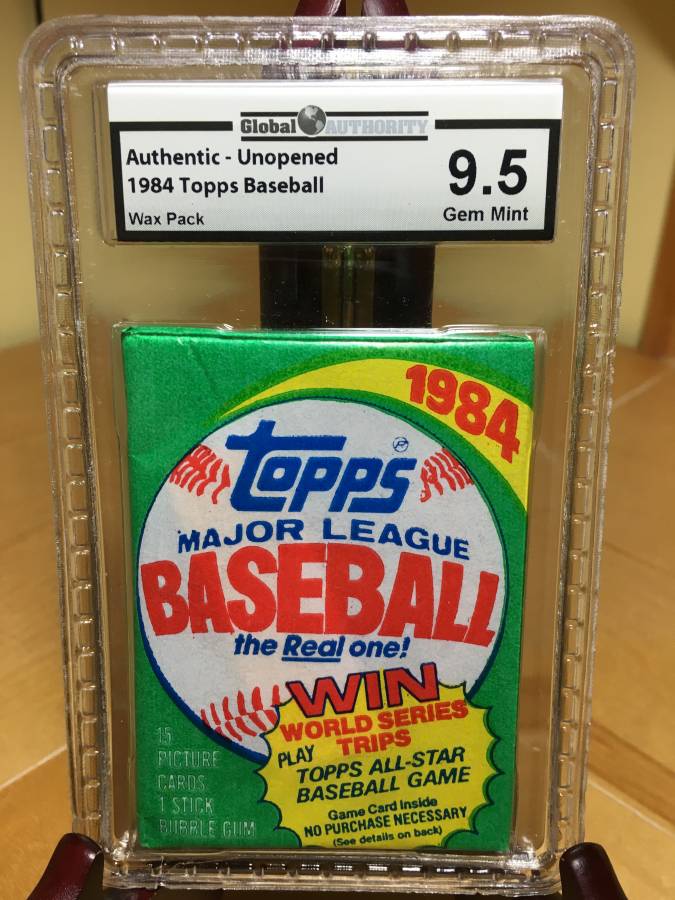 Global AUTHORITY
Authentic - Unopened
1984 Topps Baseball
Wax Pack
9.5
Gem Mint
1984
topps
MAJOR LEAGUE
BASEBALL
the Real one!
WIN
WORLD SERIES
TRIPS
PLAY
TOPPS ALL-STAR
BASEBALL GAME
Game Card Inside
NO PURCHASE NECESSARY
(See details on back)
15
PICTURE
CARDS
1 STICK
BUBBLE GUM